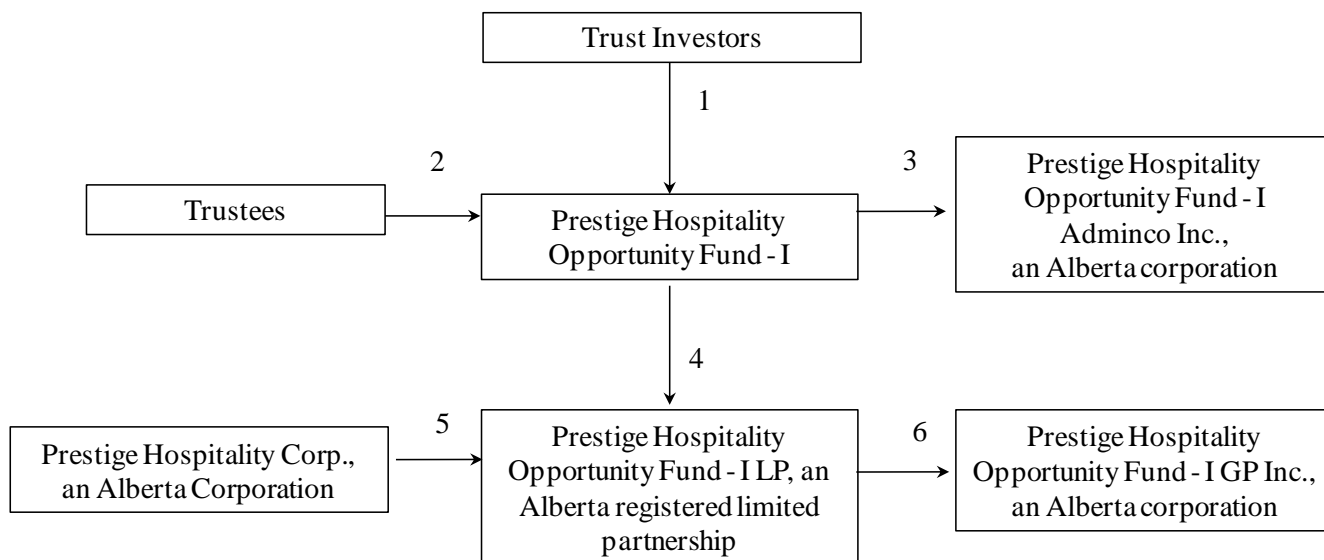 Trust Investors
1
2
3
Trustees
Prestige Hospitality
Opportunity Fund - I
Prestige Hospitality
Opportunity Fund - I
Adminco Inc.,
an Alberta corporation
4
5
6
Prestige Hospitality Corp.,
an Alberta Corporation
Prestige Hospitality
Opportunity Fund - I LP, an
Alberta registered limited
partnership
Prestige Hospitality
Opportunity Fund - I GP Inc.,
an Alberta corporation